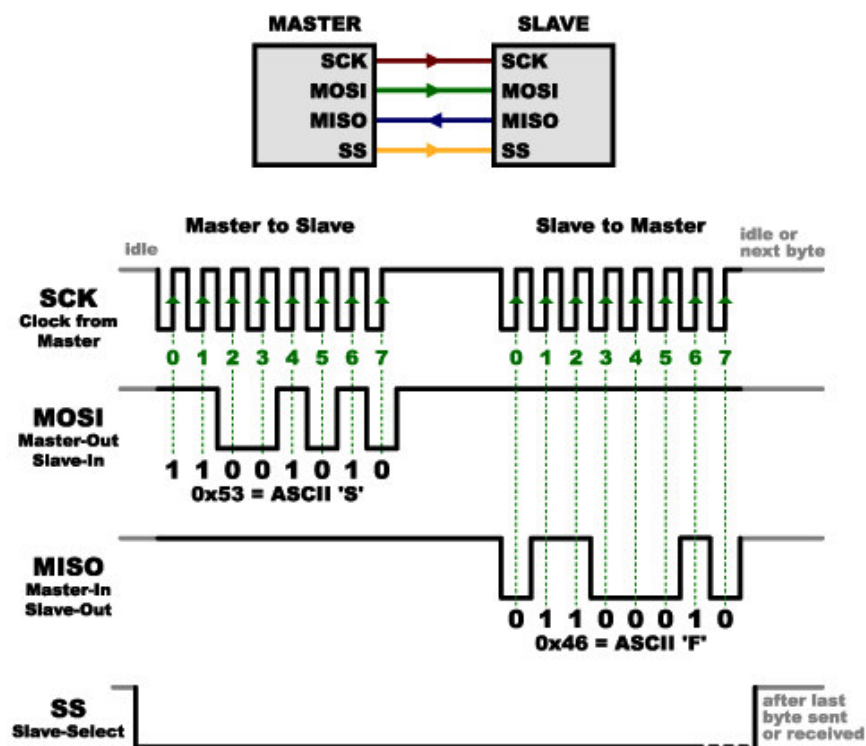 MASTER SLAVE
SCK SCK
MOSI MOSI
MISO MISO
SS SS
Master to Slave Slave to Master
idle
idle or
next byte
SCK
Clock from
Master
0 1 2 3 4 5 6 7 0 1 2 3 4 5 6 7
MOSI
Master-Out
Slave-In
1 1 0 0 1 0 1 0
0x53 = ASCII 'S'
MISO
Master-In
Slave-Out
0 1 1 0 0 0 1 0
0x46 = ASCII 'F'
SS
Slave-Select
after last
byte sent
or received